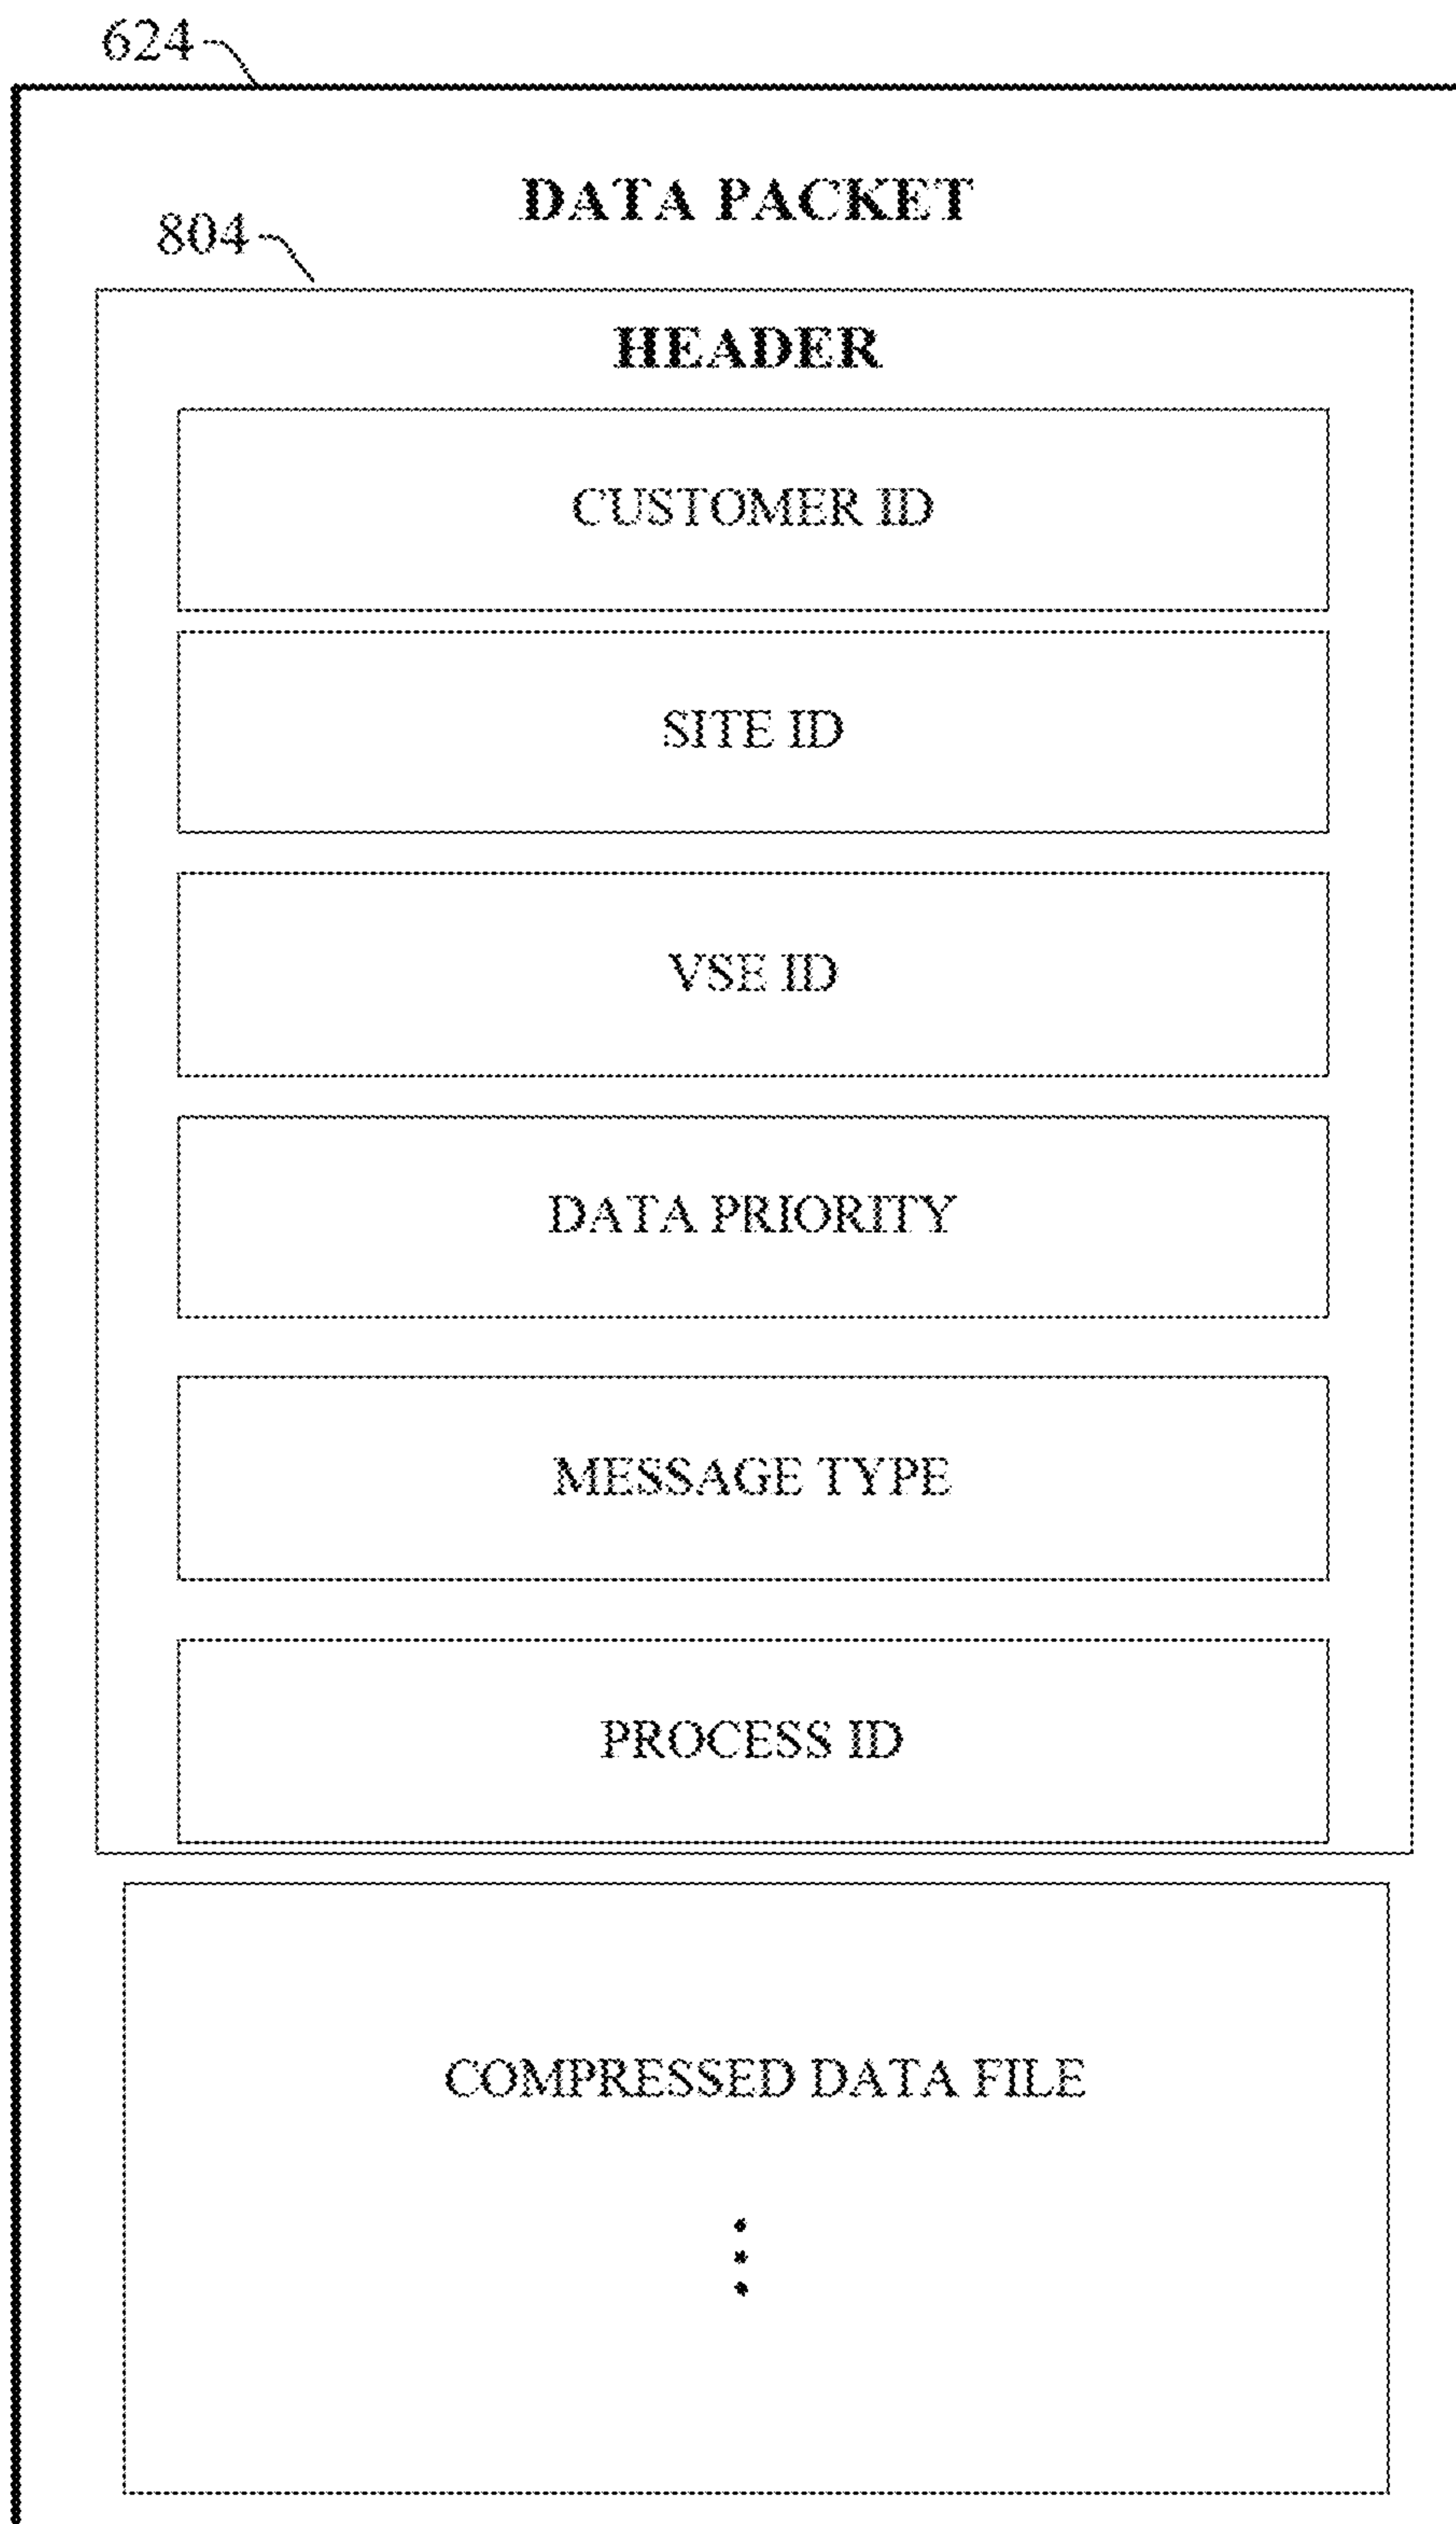 624
DATA PACKET
804
HEADER
CUSTOMER ID
SITE ID
VSE ID
DATA PRIORITY
MESSAGE TYPE
PROCESS ID
COMPRESSED DATA FILE